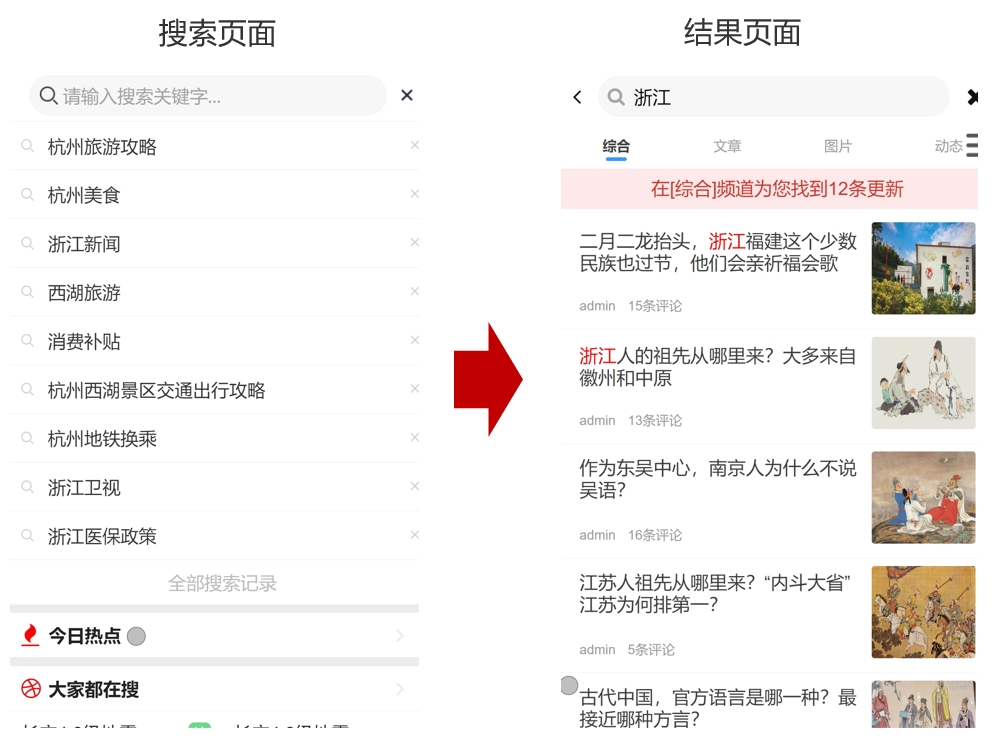 搜索页面
请输入搜索关键字...
杭州旅游攻略
杭州美食
浙江新闻
西湖旅游
消费补贴
杭州西湖景区交通出行攻略
杭州地铁换乘
浙江卫视
浙江医保政策
全部搜索记录
今日热点
大家都在搜
结果页面
浙江
综合 文章 图片 动态
在[综合]频道为您找到12条更新
二月二龙抬头，浙江福建这个少数
民族也过节，他们会亲祈福会歌
admin 15条评论
浙江人的祖先从哪里来？大多来自
徽州和中原
admin 13条评论
作为东吴中心，南京人为什么不说
吴语？
admin 16条评论
江苏人祖先从哪里来？“内斗大省”
江苏为何排第一？
admin 5条评论
古代中国，官方语言是哪一种？最
接近哪种方言？